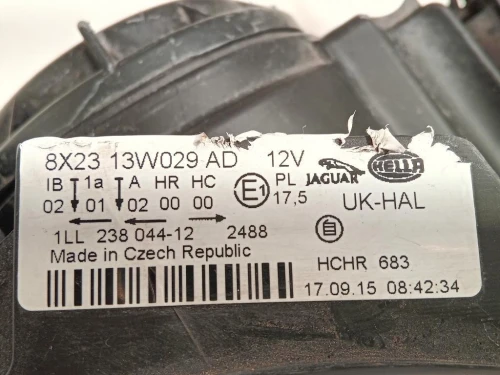 8X23 13W029 AD 12V JAGUAR HELLA
IB 1a A HR HC E1 PL UK-HAL
02 01 02 00 00 17,5
1LL 238 044-12 2488
Made in Czech Republic
HCHR 683
17.09.15 08:42:34